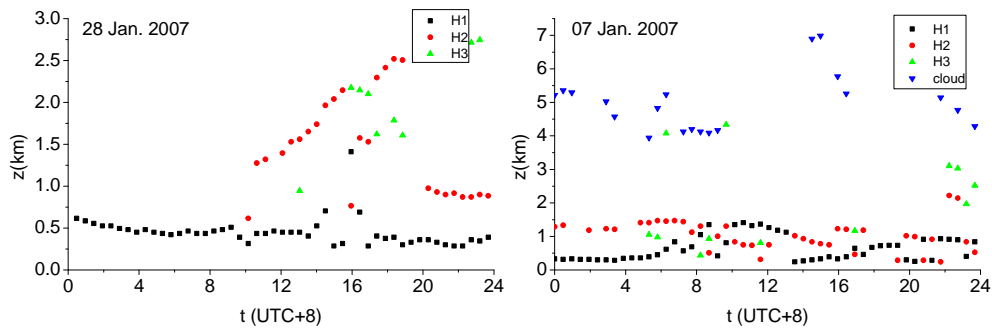 28 Jan. 2007
H1
H2
H3
z(km)
3.0
2.5
2.0
1.5
1.0
0.5
0.0
0 4 8 12 16 20 24
t (UTC+8)
07 Jan. 2007
H1
H2
H3
cloud
z(km)
7
6
5
4
3
2
1
0
0 4 8 12 16 20 24
t (UTC+8)